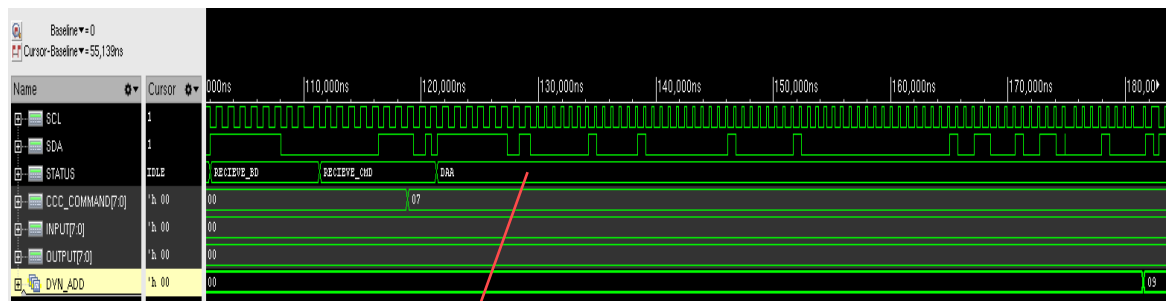 Baseline▼=0
Cursor-Baseline▼=55,139ns
Name Cursor 000ns 110,000ns 120,000ns 130,000ns 140,000ns 150,000ns 160,000ns 170,000ns 180,00
SCL 1
SDA 1
STATUS IDLE RECIEVE_BD RECIEVE_CMD DAA
CCC_COMMAND[7:0] 'h 00 00 07
INPUT[7:0] 'h 00 00
OUTPUT[7:0] 'h 00 00
DYN_ADD 'h 00 00 09